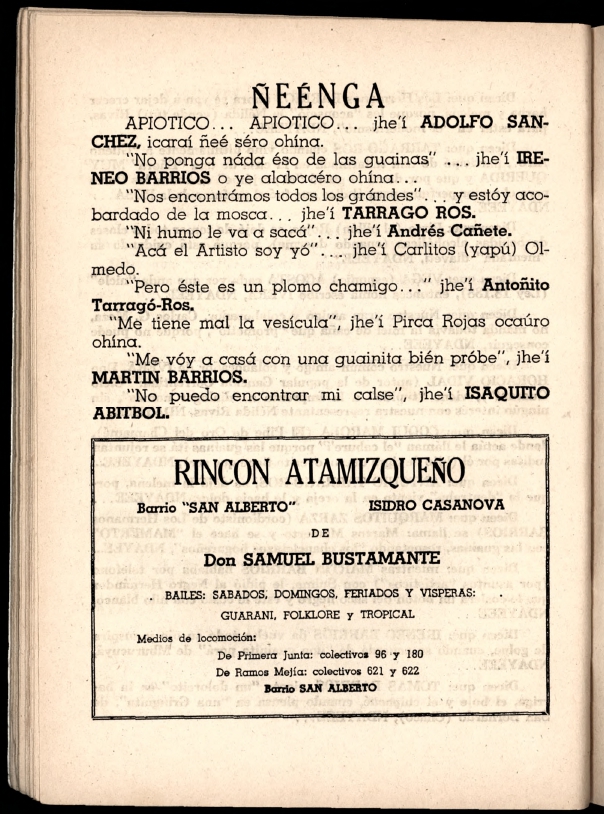 ÑEÉNGA
APIOTICO... APIOTICO... jhe'í ADOLFO SAN-
CHEZ, icaraí ñeé séro ohína.
"No ponga náda éso de las guainas" ... jhe'í IRE-
NEO BARRIOS o ye alabacéro ohína...
"Nos encontrámos todos los grándes"... y estóy aco-
bardado de la mosca... jhe'í TARRAGO ROS.
"Ni humo le va a sacá"... jhe'í Andrés Cañete.
"Acá el Artisto soy yó"... jhe'í Carlitos (yapú) Ol-
medo.
"Pero éste es un plomo chamigo..." jhe'í Antoñito
Tarragó-Ros.
"Me tiene mal la vesícula", jhe'í Pirca Rojas ocaúro
ohína.
"Me vóy a casá con una guainita bién próbe", jhe'í
MARTIN BARRIOS.
"No puedo encontrar mi calse", jhe'í ISAQUITO
ABITBOL.
RINCON ATAMIZQUEÑO
Barrio "SAN ALBERTO" ISIDRO CASANOVA
DE
Don SAMUEL BUSTAMANTE
BAILES: SABADOS, DOMINGOS, FERIADOS Y VISPERAS:
GUARANI, FOLKLORE y TROPICAL
Medios de locomoción:
De Primera Junta: colectivos 96 y 180
De Ramos Mejía: colectivos 621 y 622
Barrio SAN ALBERTO